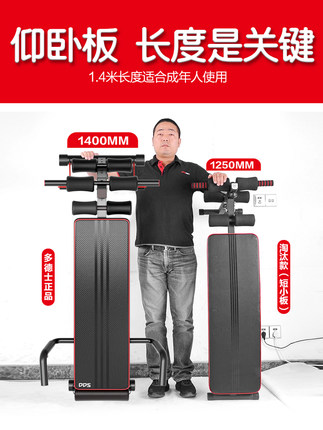 仰卧板 长度是关键
1.4米长度适合成年人使用
1400MM
1250MM
多德士正品
淘汰款(短小板)
DDS